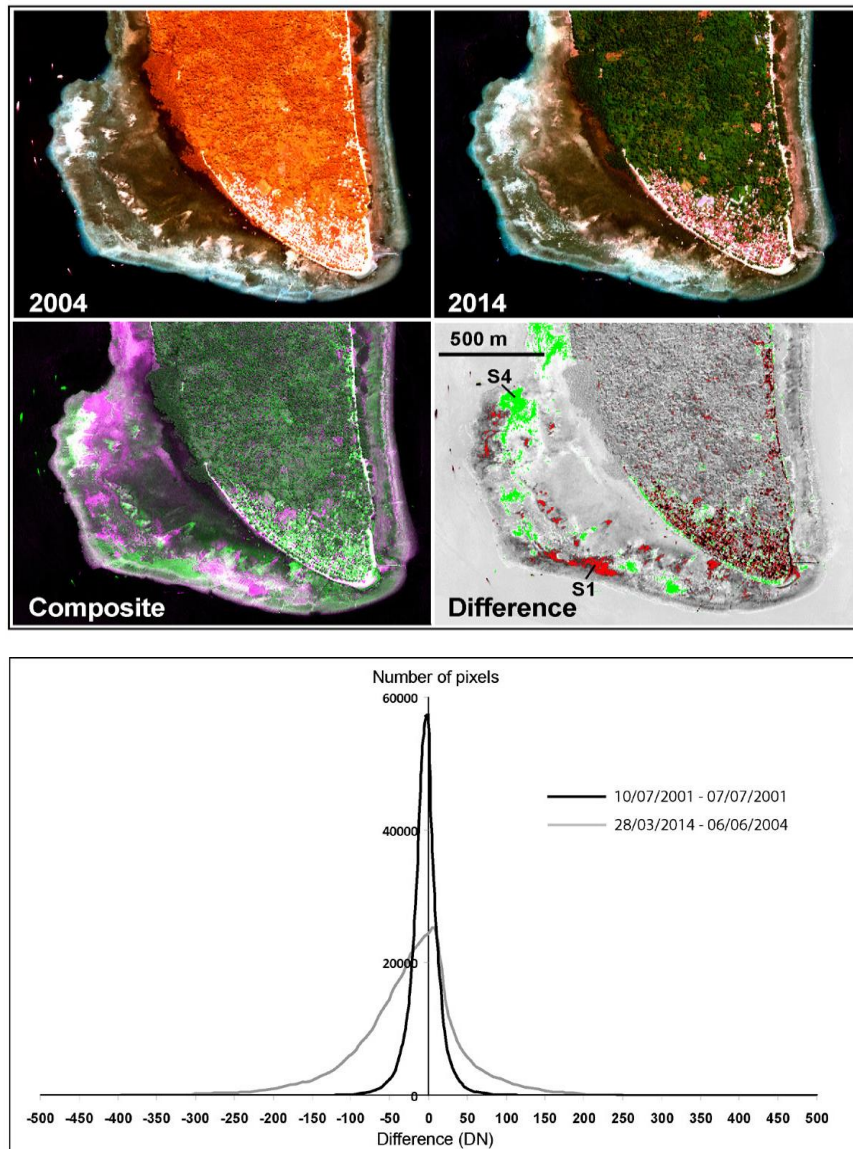 2004
2014
500 m
S4
S1
Composite
Difference
Number of pixels
60000
10/07/2001 - 07/07/2001
28/03/2014 - 06/06/2004
40000
20000
0
-500 -450 -400 -350 -300 -250 -200 -150 -100 -50 0 50 100 150 200 250 300 350 400 450 500
Difference (DN)